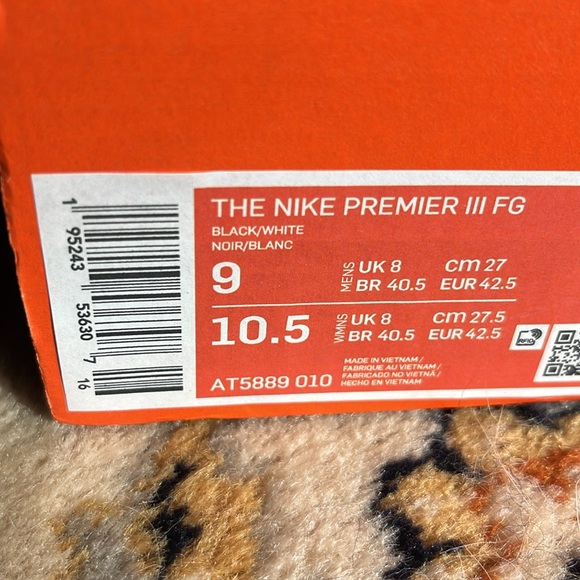 THE NIKE PREMIER III FG
BLACK/WHITE
NOIR/BLANC
9 MENS UK 8 CM 27
BR 40.5 EUR 42.5
10.5 WMNS UK 8 CM 27.5
BR 40.5 EUR 42.5
AT5889 010
MADE IN VIETNAM /
FABRIQUE AU VIETNAM /
FABRICADO NO VIETNÃ /
HECHO EN VIETNAM
RFID
1 95243 53630 7 16